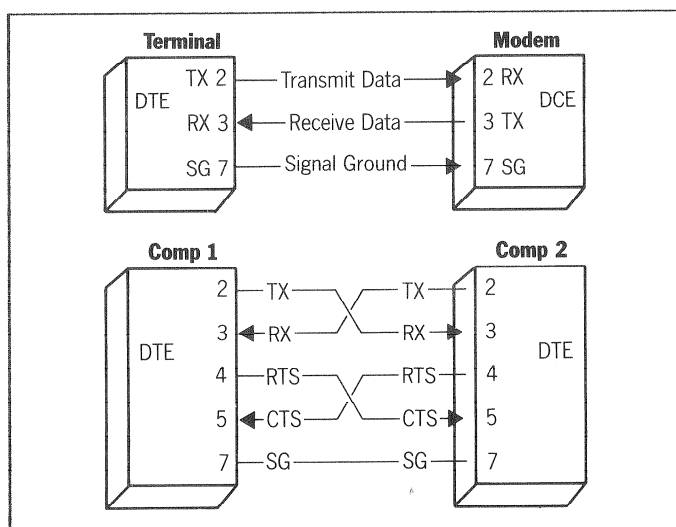 Terminal Modem
TX 2 Transmit Data 2 RX
DTE DCE
RX 3 Receive Data 3 TX
SG 7 Signal Ground 7 SG
Comp 1 Comp 2
2 TX TX 2
3 RX RX 3
DTE DTE
4 RTS RTS 4
5 CTS CTS 5
7 SG SG 7